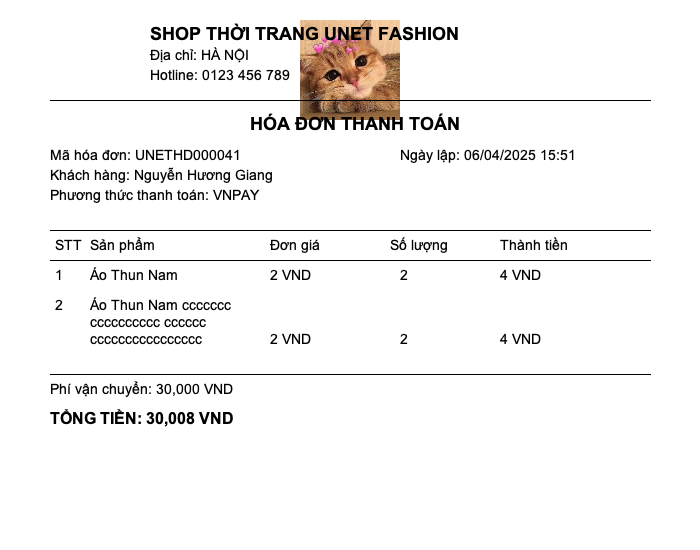 SHOP THỜI TRANG UNET FASHION
Địa chỉ: HÀ NỘI
Hotline: 0123 456 789
HÓA ĐƠN THANH TOÁN
Mã hóa đơn: UNETHD000041 Ngày lập: 06/04/2025 15:51
Khách hàng: Nguyễn Hương Giang
Phương thức thanh toán: VNPAY
STT Sản phẩm Đơn giá Số lượng Thành tiền
1 Áo Thun Nam 2 VND 2 4 VND
2 Áo Thun Nam ccccccc
cccccccccc cccccc
cccccccccccccccc 2 VND 2 4 VND
Phí vận chuyển: 30,000 VND
TỔNG TIỀN: 30,008 VND